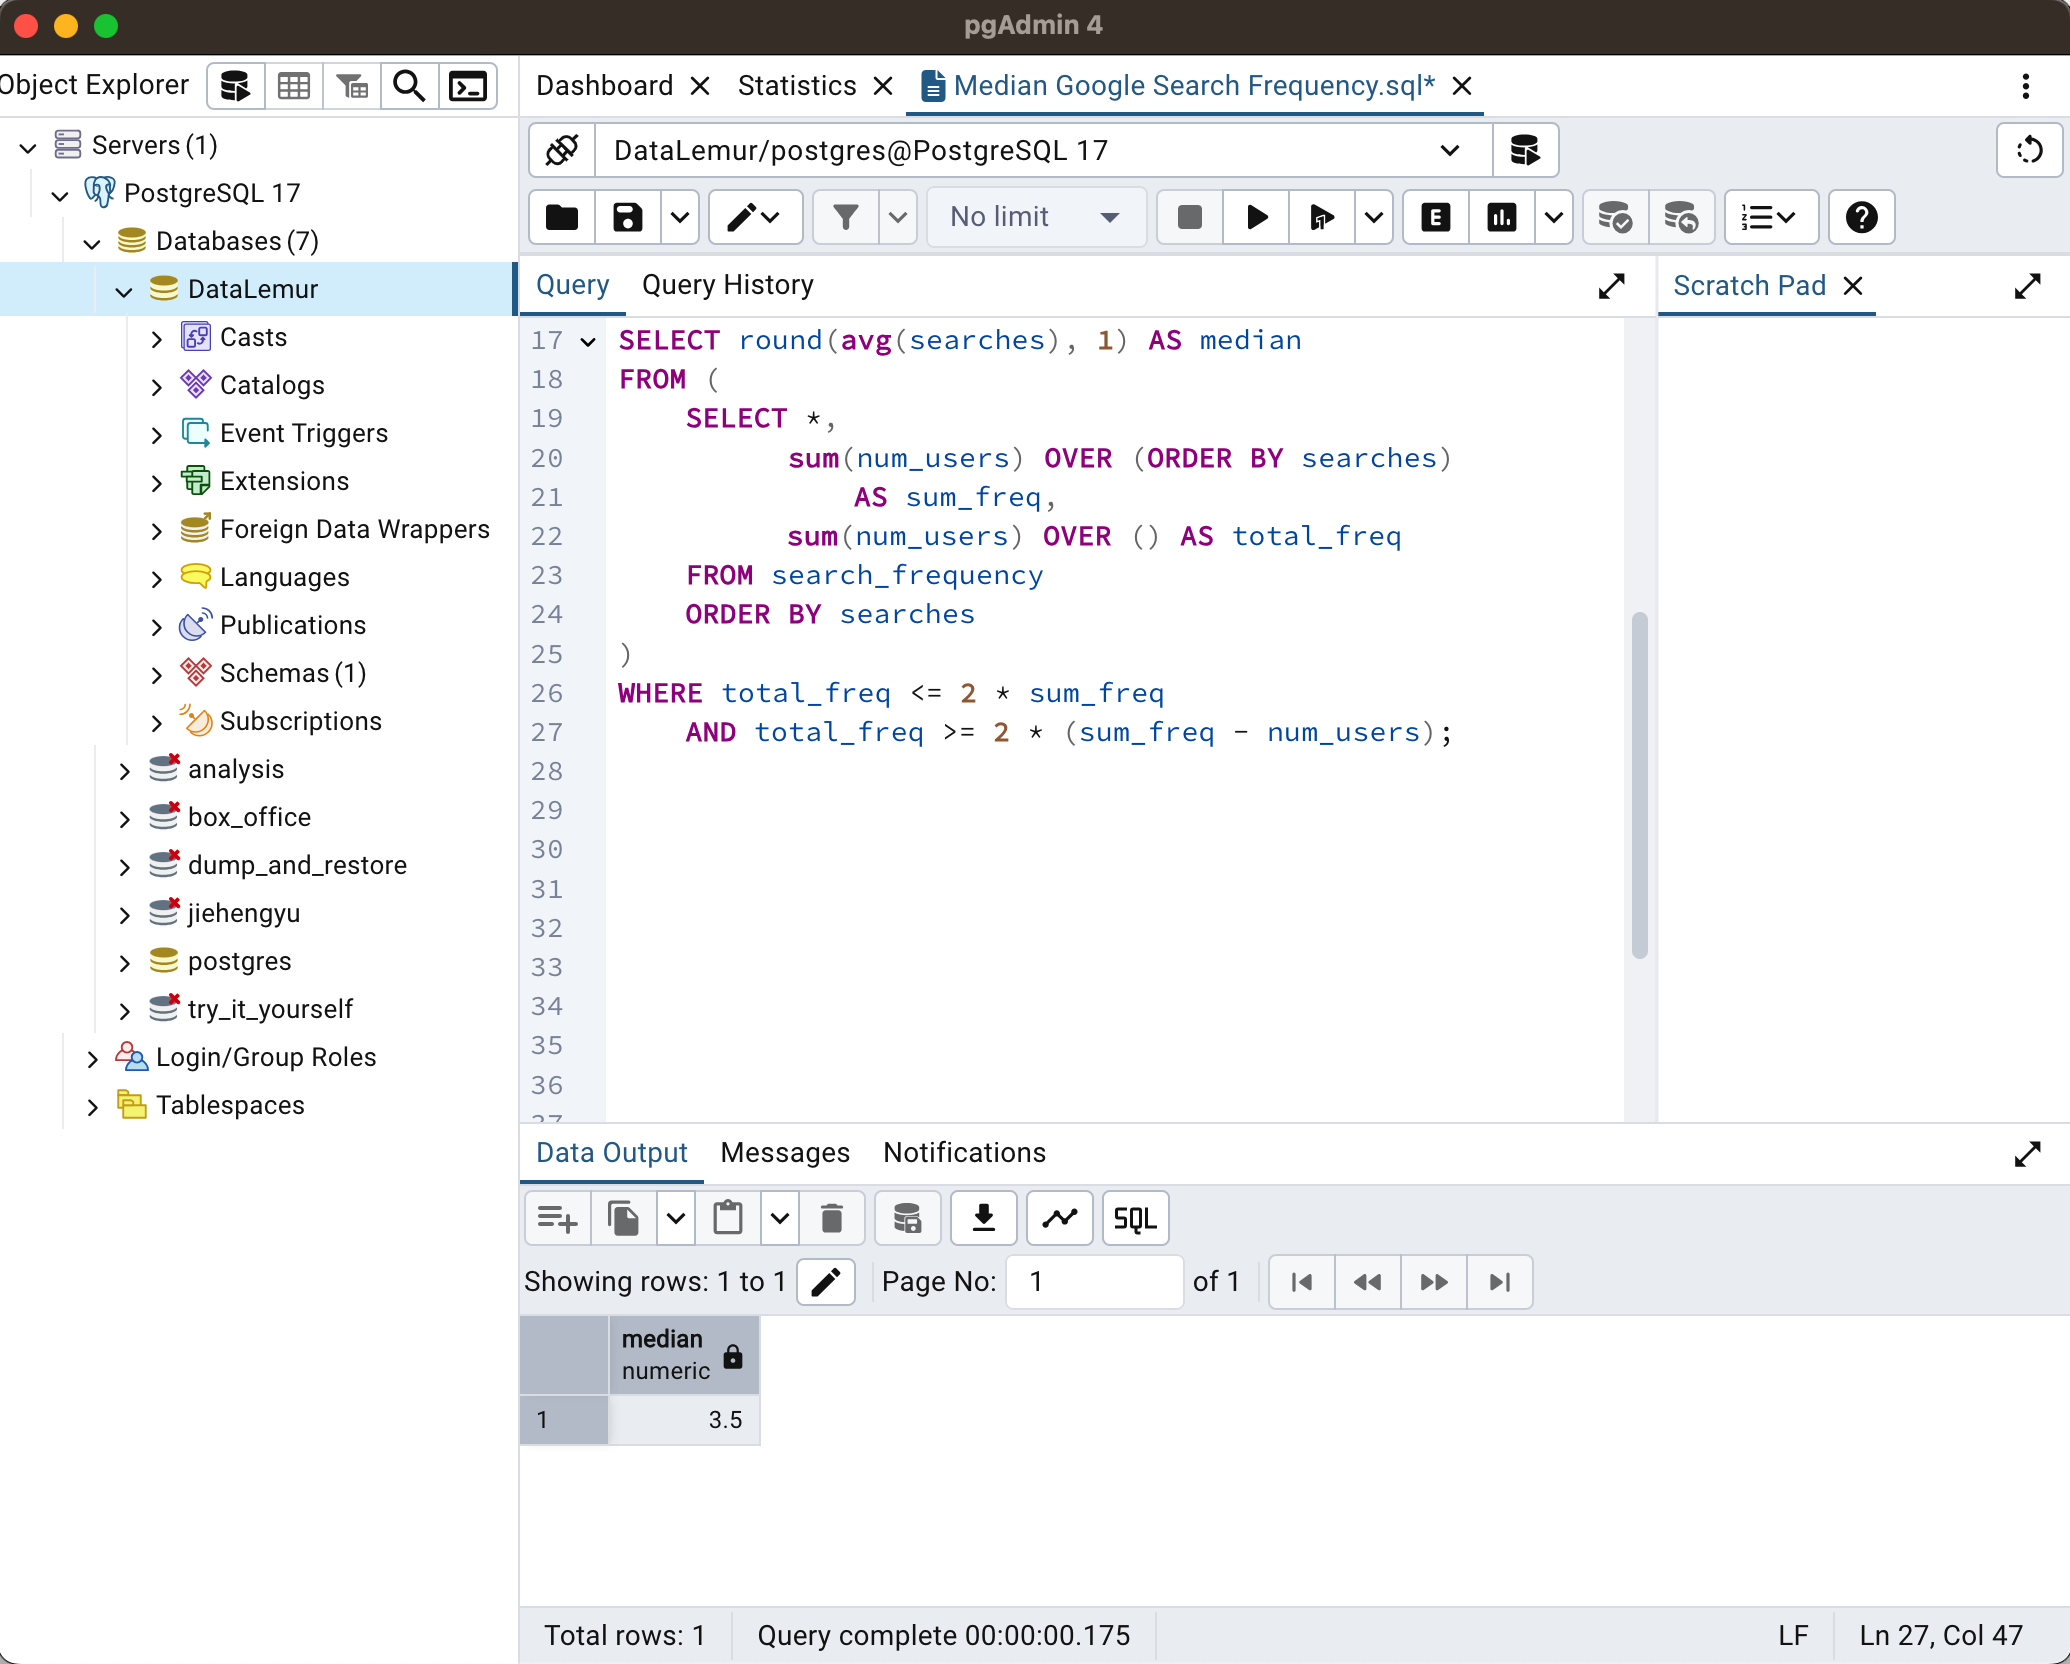 pgAdmin 4
Object Explorer
Dashboard
Statistics
Median Google Search Frequency.sql*
Servers (1)
PostgreSQL 17
Databases (7)
DataLemur
Casts
Catalogs
Event Triggers
Extensions
Foreign Data Wrappers
Languages
Publications
Schemas (1)
Subscriptions
analysis
box_office
dump_and_restore
jiehengyu
postgres
try_it_yourself
Login/Group Roles
Tablespaces
DataLemur/postgres@PostgreSQL 17
No limit
E
Query
Query History
Scratch Pad
17 SELECT round(avg(searches), 1) AS median
18 FROM (
19 SELECT *,
20 sum(num_users) OVER (ORDER BY searches)
21 AS sum_freq,
22 sum(num_users) OVER () AS total_freq
23 FROM search_frequency
24 ORDER BY searches
25 )
26 WHERE total_freq <= 2 * sum_freq
27 AND total_freq >= 2 * (sum_freq - num_users);
28
29
30
31
32
33
34
35
36
37
Data Output
Messages
Notifications
SQL
Showing rows: 1 to 1
Page No: 1 of 1
median
numeric
1 3.5
Total rows: 1
Query complete 00:00:00.175
LF
Ln 27, Col 47